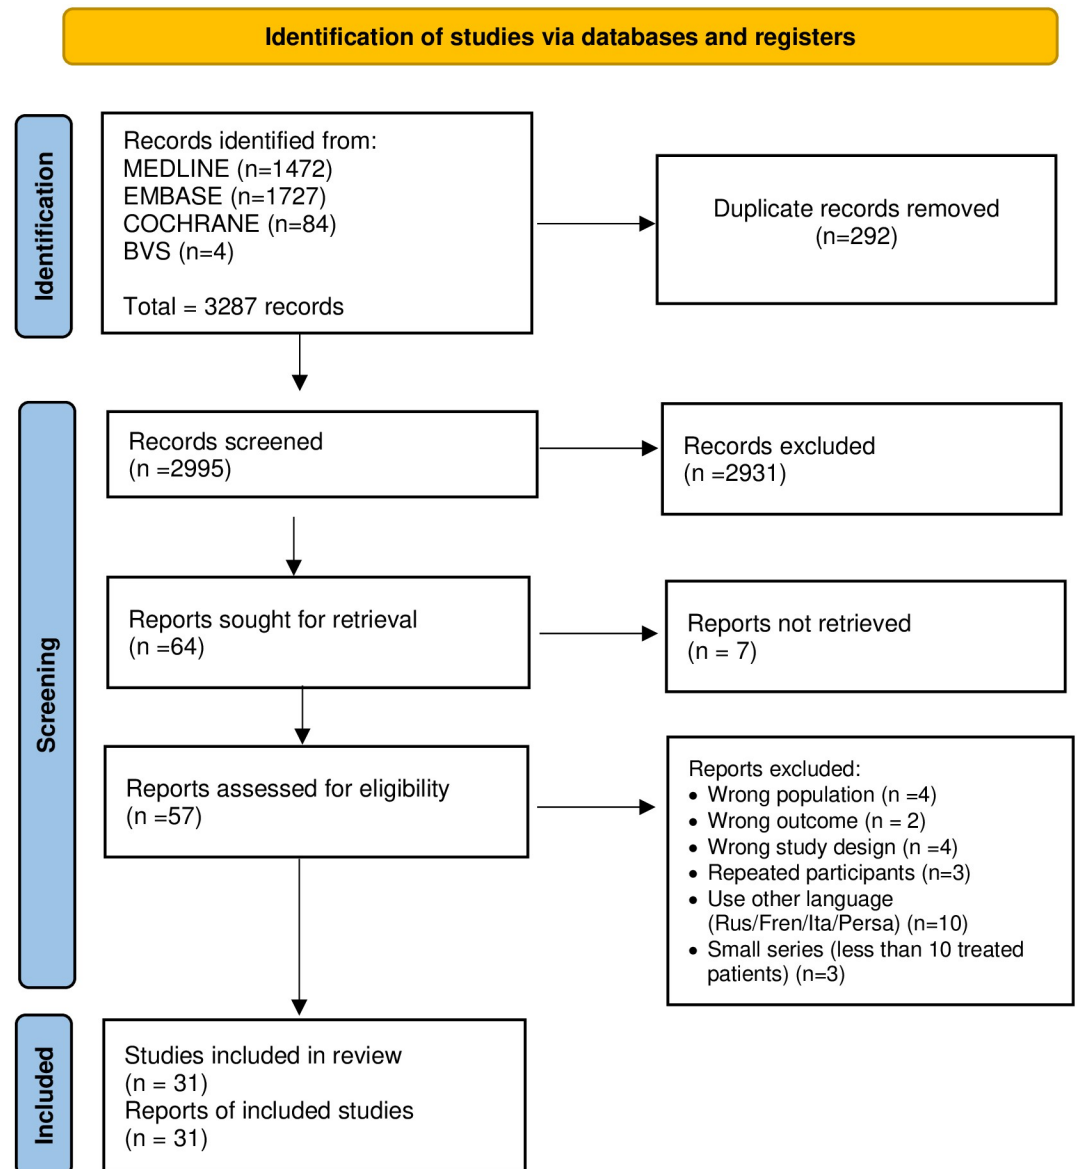 Identification of studies via databases and registers
Identification
Records identified from:
MEDLINE (n=1472)
EMBASE (n=1727)
COCHRANE (n=84)
BVS (n=4)
Total = 3287 records
Duplicate records removed
(n=292)
Screening
Records screened
(n =2995)
Records excluded
(n =2931)
Reports sought for retrieval
(n =64)
Reports not retrieved
(n = 7)
Reports assessed for eligibility
(n =57)
Reports excluded:
• Wrong population (n =4)
• Wrong outcome (n = 2)
• Wrong study design (n =4)
• Repeated participants (n=3)
• Use other language
(Rus/Fren/Ita/Persa) (n=10)
• Small series (less than 10 treated
patients) (n=3)
Included
Studies included in review
(n = 31)
Reports of included studies
(n = 31)